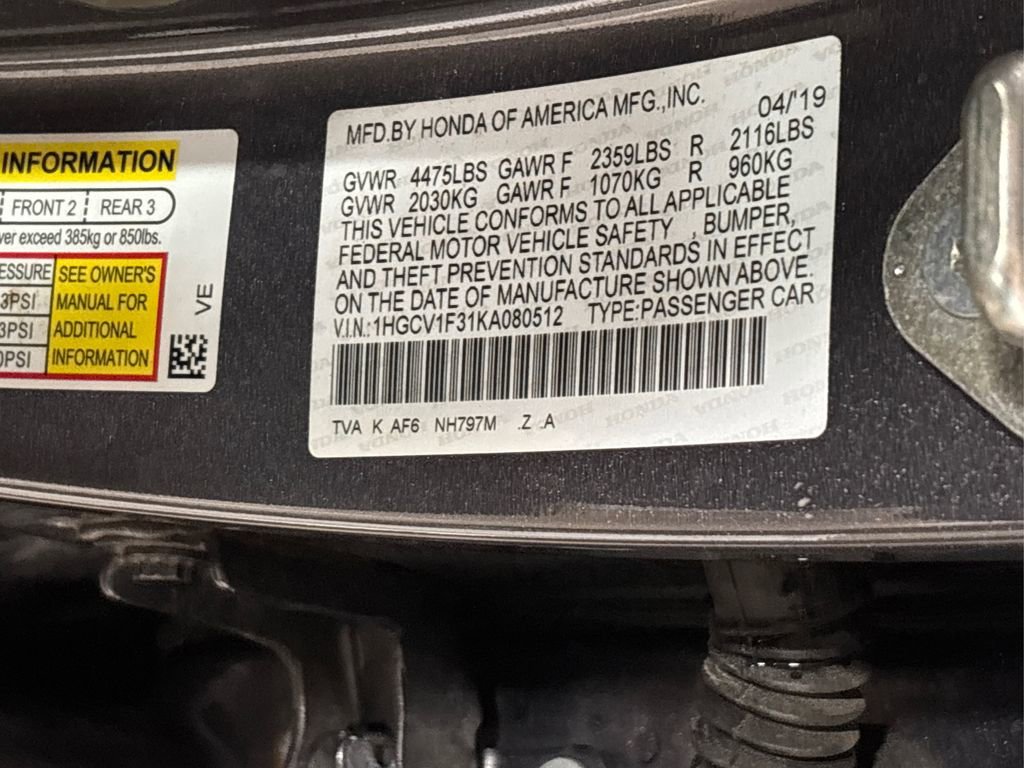 INFORMATION
FRONT 2 REAR 3
ver exceed 385kg or 850lbs.
ESSURE SEE OWNER'S
3PSI MANUAL FOR
3PSI ADDITIONAL
0PSI INFORMATION
VE
MFD.BY HONDA OF AMERICA MFG.,INC. 04/'19
GVWR 4475LBS GAWR F 2359LBS R 2116LBS
GVWR 2030KG GAWR F 1070KG R 960KG
THIS VEHICLE CONFORMS TO ALL APPLICABLE
FEDERAL MOTOR VEHICLE SAFETY , BUMPER,
AND THEFT PREVENTION STANDARDS IN EFFECT
ON THE DATE OF MANUFACTURE SHOWN ABOVE.
V.I.N.:1HGCV1F31KA080512 TYPE:PASSENGER CAR
TVA K AF6 NH797M .Z .A